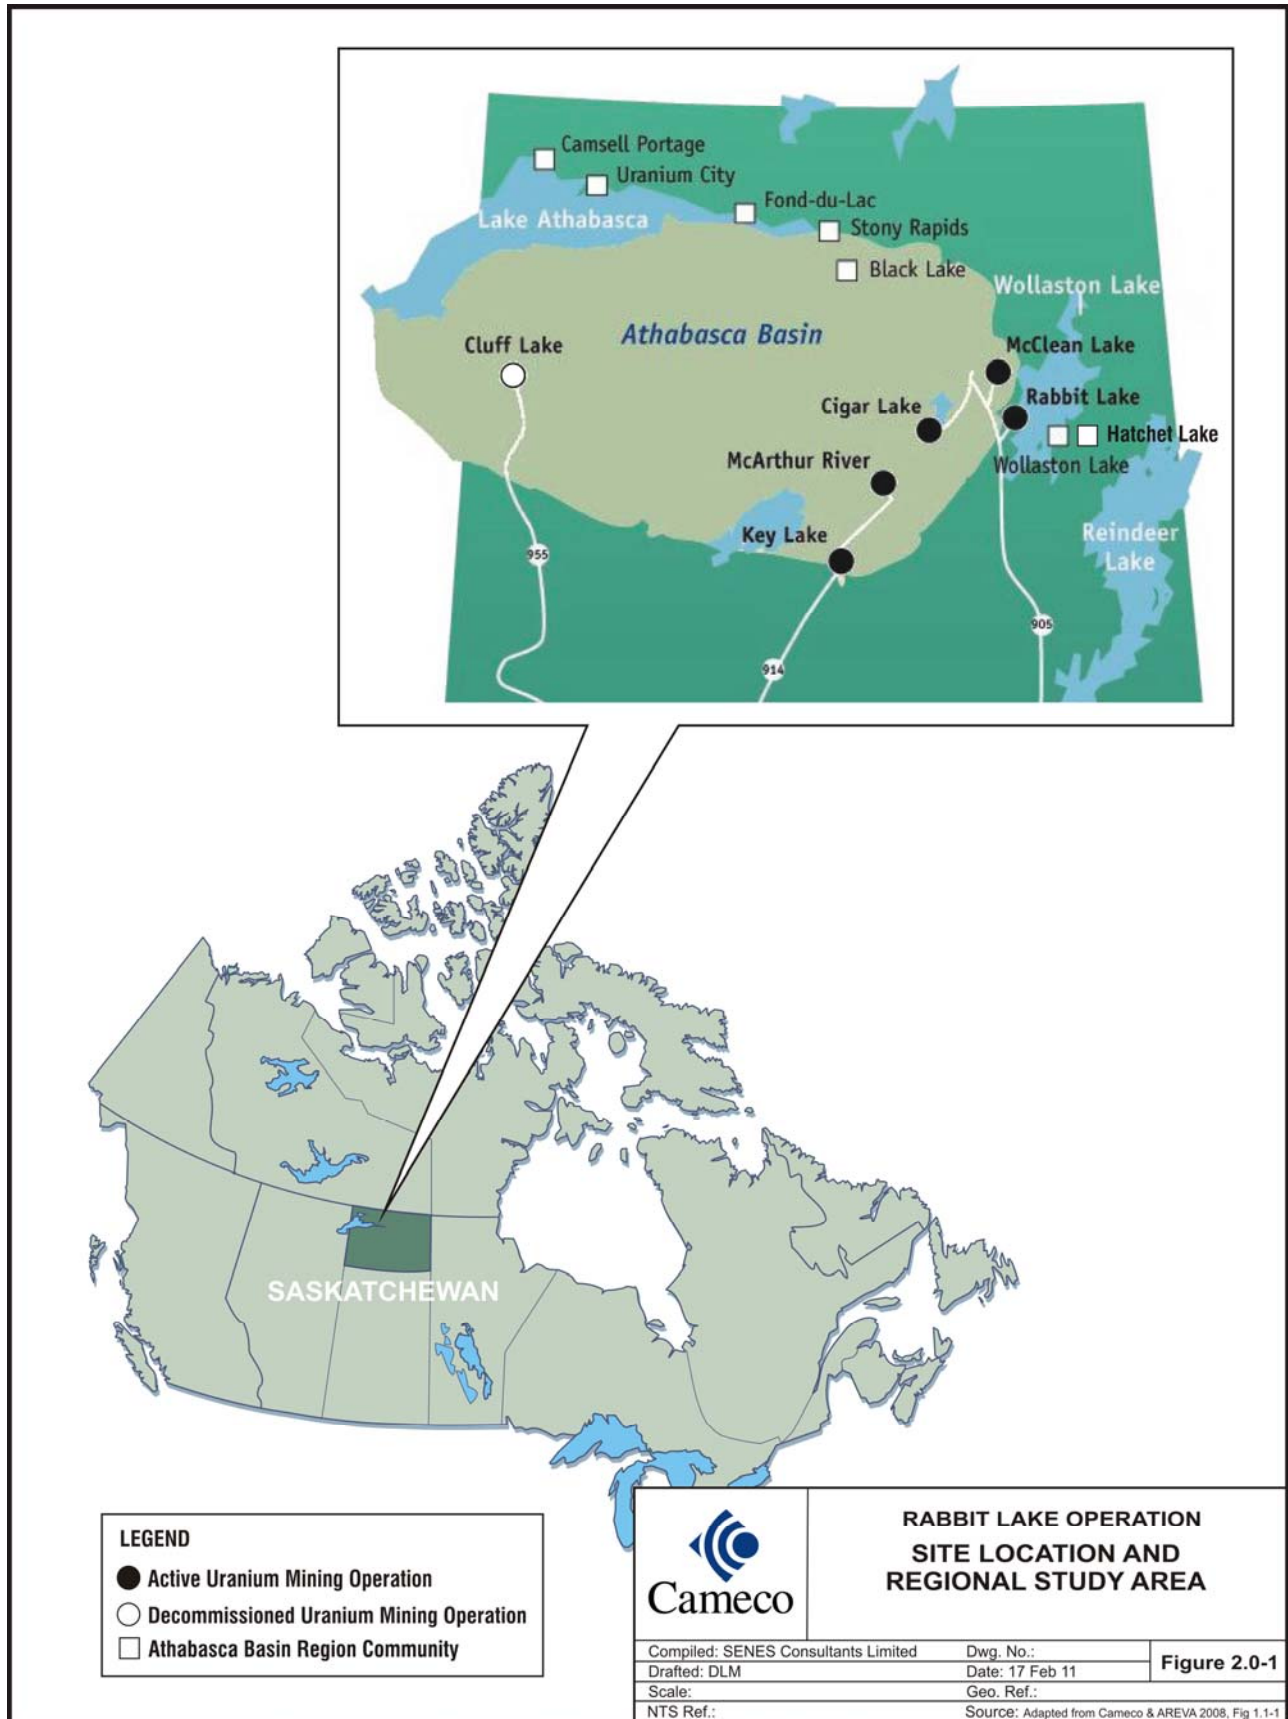 Camsell Portage
Uranium City
Fond-du-Lac
Lake Athabasca
Stony Rapids
Black Lake
Wollaston Lake
Athabasca Basin
Cluff Lake
McClean Lake
Rabbit Lake
Cigar Lake
Hatchet Lake
McArthur River
Wollaston Lake
Key Lake
Reindeer
Lake
955
905
914
SASKATCHEWAN
LEGEND
Active Uranium Mining Operation
Decommissioned Uranium Mining Operation
Athabasca Basin Region Community
Cameco
RABBIT LAKE OPERATION
SITE LOCATION AND
REGIONAL STUDY AREA
Compiled: SENES Consultants Limited
Dwg. No.:
Figure 2.0-1
Drafted: DLM
Date: 17 Feb 11
Scale:
Geo. Ref.:
NTS Ref.:
Source: Adapted from Cameco & AREVA 2008, Fig 1.1-1